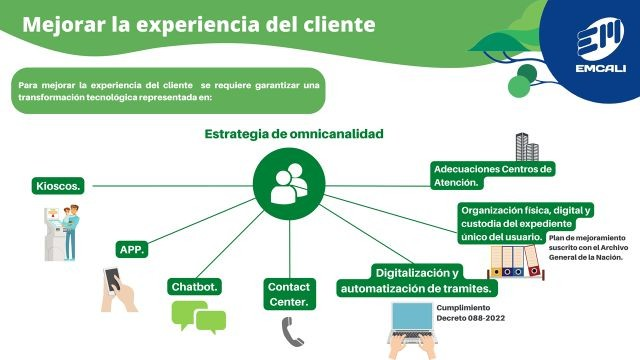 Mejorar la experiencia del cliente
EMCALI
Para mejorar la experiencia del cliente se requiere garantizar una
transformación tecnológica representada en:
Estrategia de omnicanalidad
Kioscos.
APP.
Chatbot.
Contact
Center.
Digitalización y
automatización de tramites.
Cumplimiento
Decreto 088-2022
Organización física, digital y
custodia del expediente
único del usuario.
Plan de mejoramiento
suscrito con el Archivo
General de la Nación.
Adecuaciones Centros de
Atención.